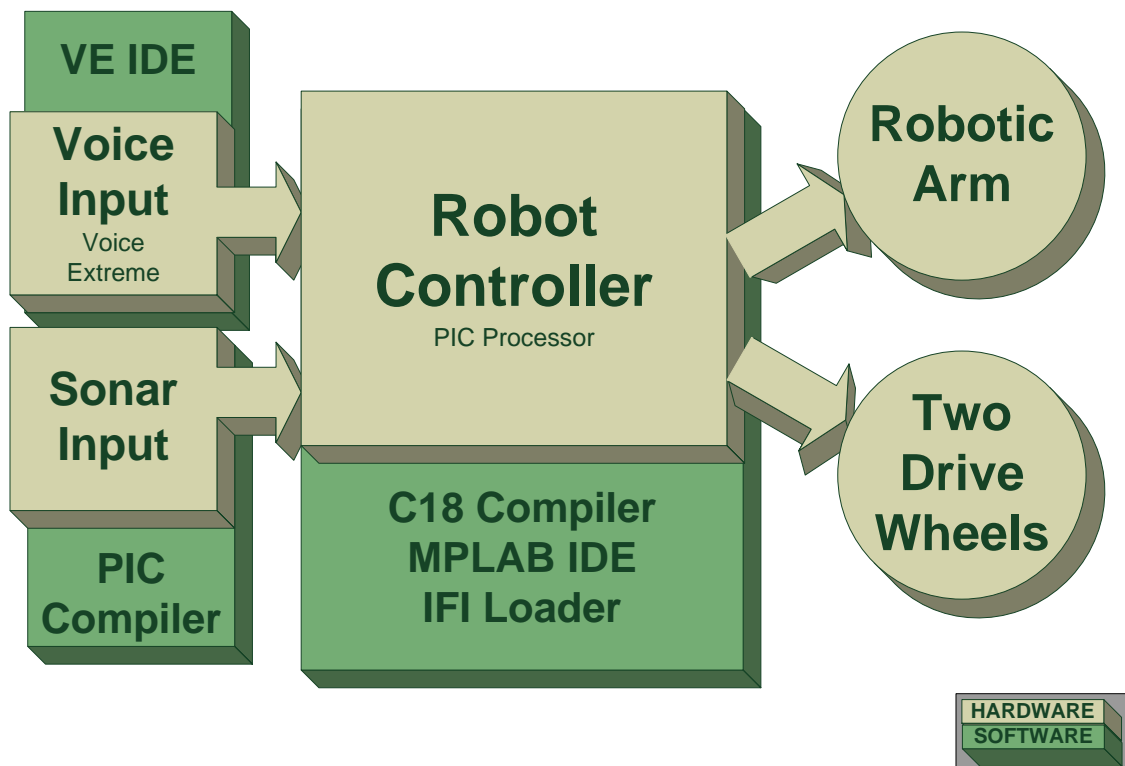 VE IDE
Voice
Input
Voice
Extreme
Sonar
Input
PIC
Compiler
Robot
Controller
PIC Processor
C18 Compiler
MPLAB IDE
IFI Loader
Robotic
Arm
Two
Drive
Wheels
HARDWARE
SOFTWARE